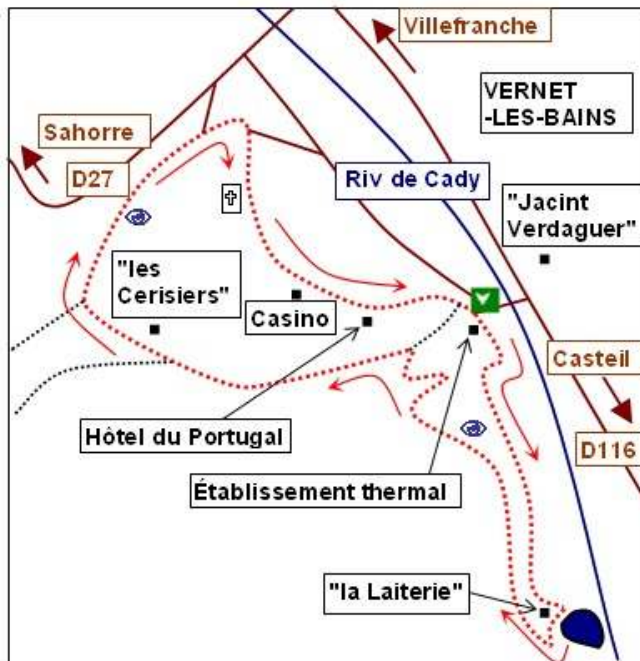 Villefranche
VERNET
-LES-BAINS
Sahorre
D27
Riv de Cady
"Jacint
Verdaguer"
"les
Cerisiers"
Casino
Casteil
Hôtel du Portugal
D116
Établissement thermal
"la Laiterie"